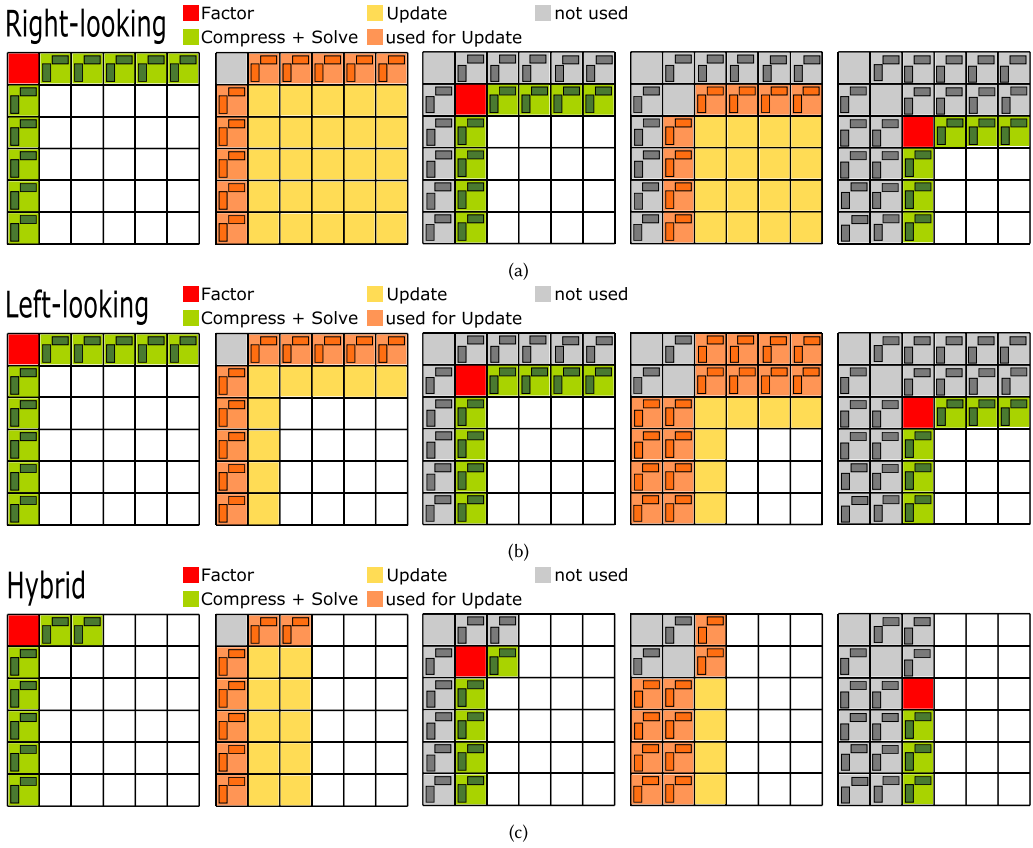 Right-looking
Factor
Update
not used
Compress + Solve
used for Update
(a)
Left-looking
Factor
Update
not used
Compress + Solve
used for Update
(b)
Hybrid
Factor
Update
not used
Compress + Solve
used for Update
(c)